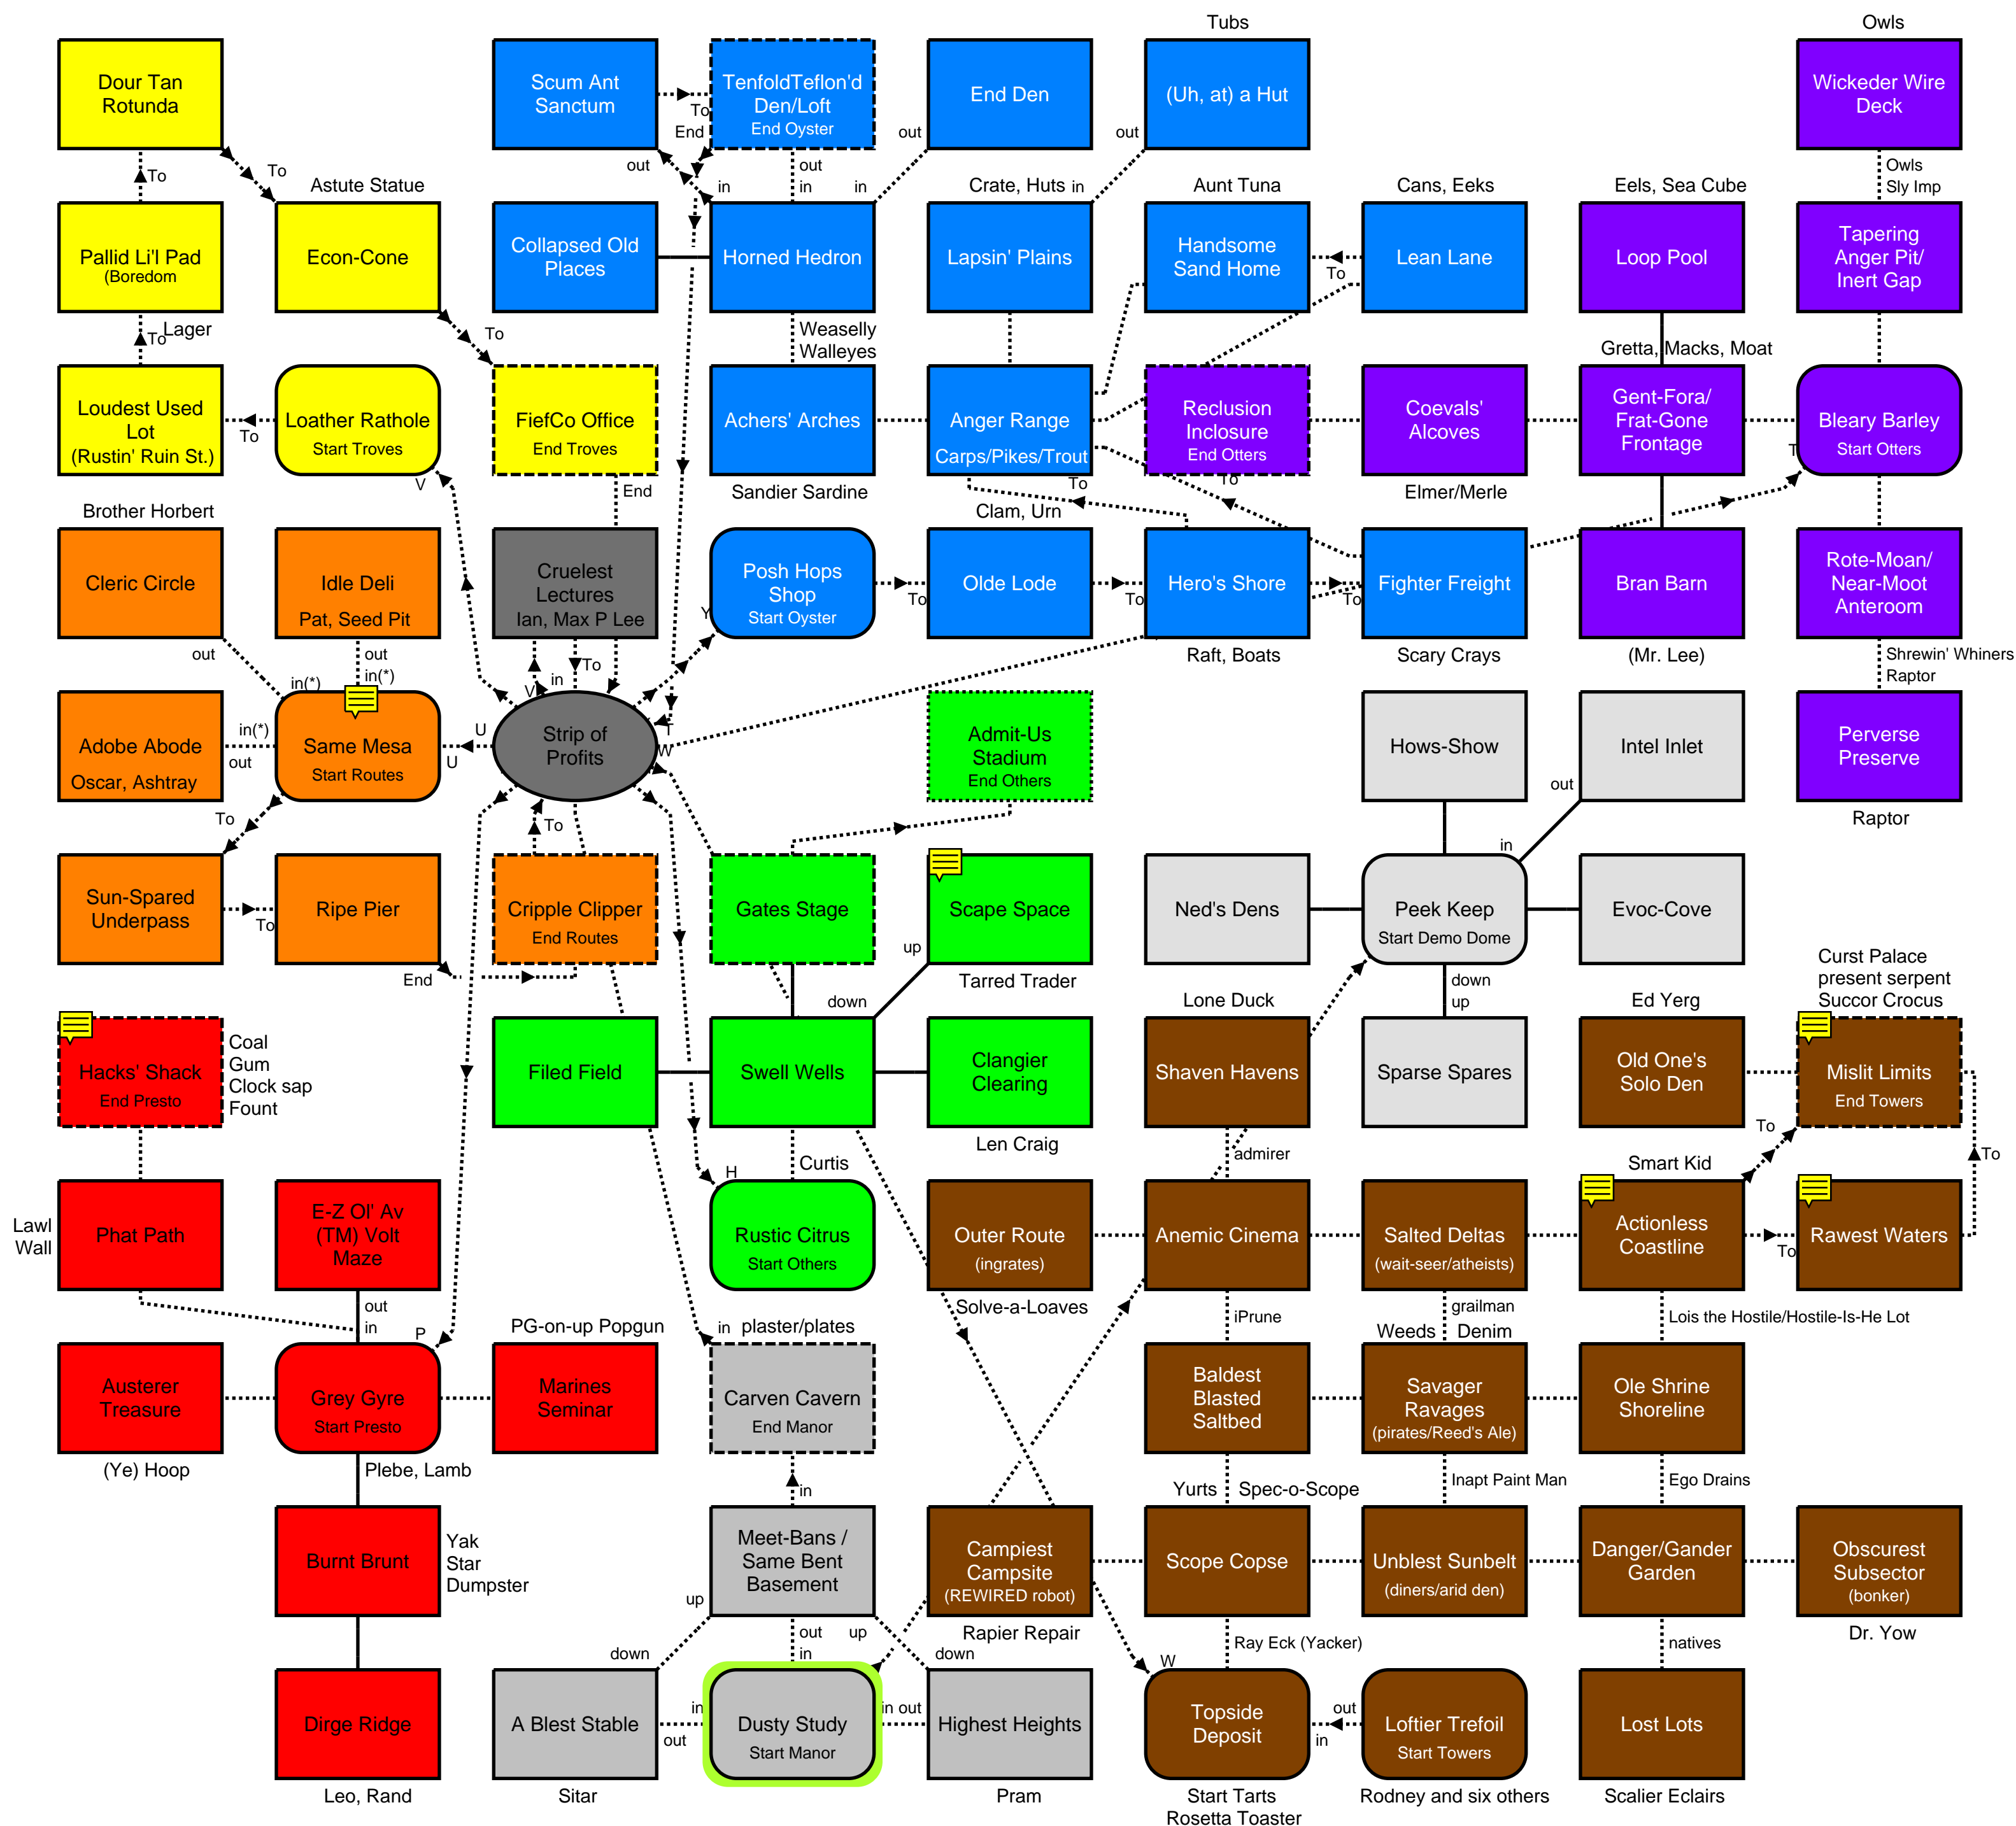 Tubs
Owls
Dour Tan
Rotunda
Scum Ant
Sanctum
To
TenfoldTeflon'd
Den/Loft
End Oyster
End Den
(Uh, at) a Hut
Wickeder Wire
Deck
End
out
out
To
To
out
in
out
in
in
Owls
Sly Imp
Astute Statue
Crate, Huts
in
Aunt Tuna
Cans, Eeks
Eels, Sea Cube
Pallid Li'l Pad
(Boredom
Econ-Cone
Collapsed Old
Places
Horned Hedron
Lapsin' Plains
Handsome
Sand Home
To
Lean Lane
Loop Pool
Tapering
Anger Pit/
Inert Gap
To
Lager
To
Weaselly
Walleyes
Gretta, Macks, Moat
Loudest Used
Lot
(Rustin' Ruin St.)
To
Loather Rathole
Start Troves
FiefCo Office
End Troves
Achers' Arches
Anger Range
Carps/Pikes/Trout
Reclusion
Inclosure
End Otters
Coevals'
Alcoves
Gent-Fora/
Frat-Gone
Frontage
Bleary Barley
Start Otters
T
V
End
Sandier Sardine
To
To
Elmer/Merle
Brother Horbert
Clam, Urn
Cleric Circle
Idle Deli
Pat, Seed Pit
Cruelest
Lectures
Ian, Max P Lee
Y
Posh Hops
Shop
Start Oyster
To
Olde Lode
To
Hero's Shore
To
Fighter Freight
Bran Barn
Rote-Moan/
Near-Moot
Anteroom
out
out
in(*)
in(*)
To
in
V
Raft, Boats
Scary Crays
(Mr. Lee)
Shrewin' Whiners
Raptor
Adobe Abode
Oscar, Ashtray
in(*)
out
Same Mesa
Start Routes
U
U
Strip of
Profits
T
W
Admit-Us
Stadium
End Others
Hows-Show
Intel Inlet
Perverse
Preserve
To
To
out
in
Raptor
Sun-Spared
Underpass
To
Ripe Pier
Cripple Clipper
End Routes
Gates Stage
Scape Space
Ned's Dens
Peek Keep
Start Demo Dome
Evoc-Cove
End
up
down
Tarred Trader
Lone Duck
down
up
Ed Yerg
Curst Palace
present serpent
Succor Crocus
Hacks' Shack
End Presto
Coal
Gum
Clock sap
Fount
Filed Field
Swell Wells
Clangier
Clearing
Shaven Havens
Sparse Spares
Old One's
Solo Den
Mislit Limits
End Towers
Len Craig
admirer
To
H
Curtis
Smart Kid
To
Lawl
Wall
Phat Path
E-Z Ol' Av
(TM) Volt
Maze
Rustic Citrus
Start Others
Outer Route
(ingrates)
Anemic Cinema
Salted Deltas
(wait-seer/atheists)
Actionless
Coastline
To
Rawest Waters
out
in
P
PG-on-up Popgun
in
plaster/plates
Solve-a-Loaves
iPrune
grailman
Weeds
Denim
Lois the Hostile/Hostile-Is-He Lot
Austerer
Treasure
Grey Gyre
Start Presto
Marines
Seminar
Carven Cavern
End Manor
Baldest
Blasted
Saltbed
Savager
Ravages
(pirates/Reed's Ale)
Ole Shrine
Shoreline
(Ye) Hoop
Plebe, Lamb
in
Yurts
Spec-o-Scope
Inapt Paint Man
Ego Drains
Burnt Brunt
Yak
Star
Dumpster
Meet-Bans /
Same Bent
Basement
Campiest
Campsite
(REWIRED robot)
Scope Copse
Unblest Sunbelt
(diners/arid den)
Danger/Gander
Garden
Obscurest
Subsector
(bonker)
up
out
in
up
down
down
Rapier Repair
W
Ray Eck (Yacker)
natives
Dr. Yow
Dirge Ridge
A Blest Stable
in
out
Dusty Study
Start Manor
in out
Highest Heights
Topside
Deposit
out
in
Loftier Trefoil
Start Towers
Lost Lots
Leo, Rand
Sitar
Pram
Start Tarts
Rosetta Toaster
Rodney and six others
Scalier Eclairs